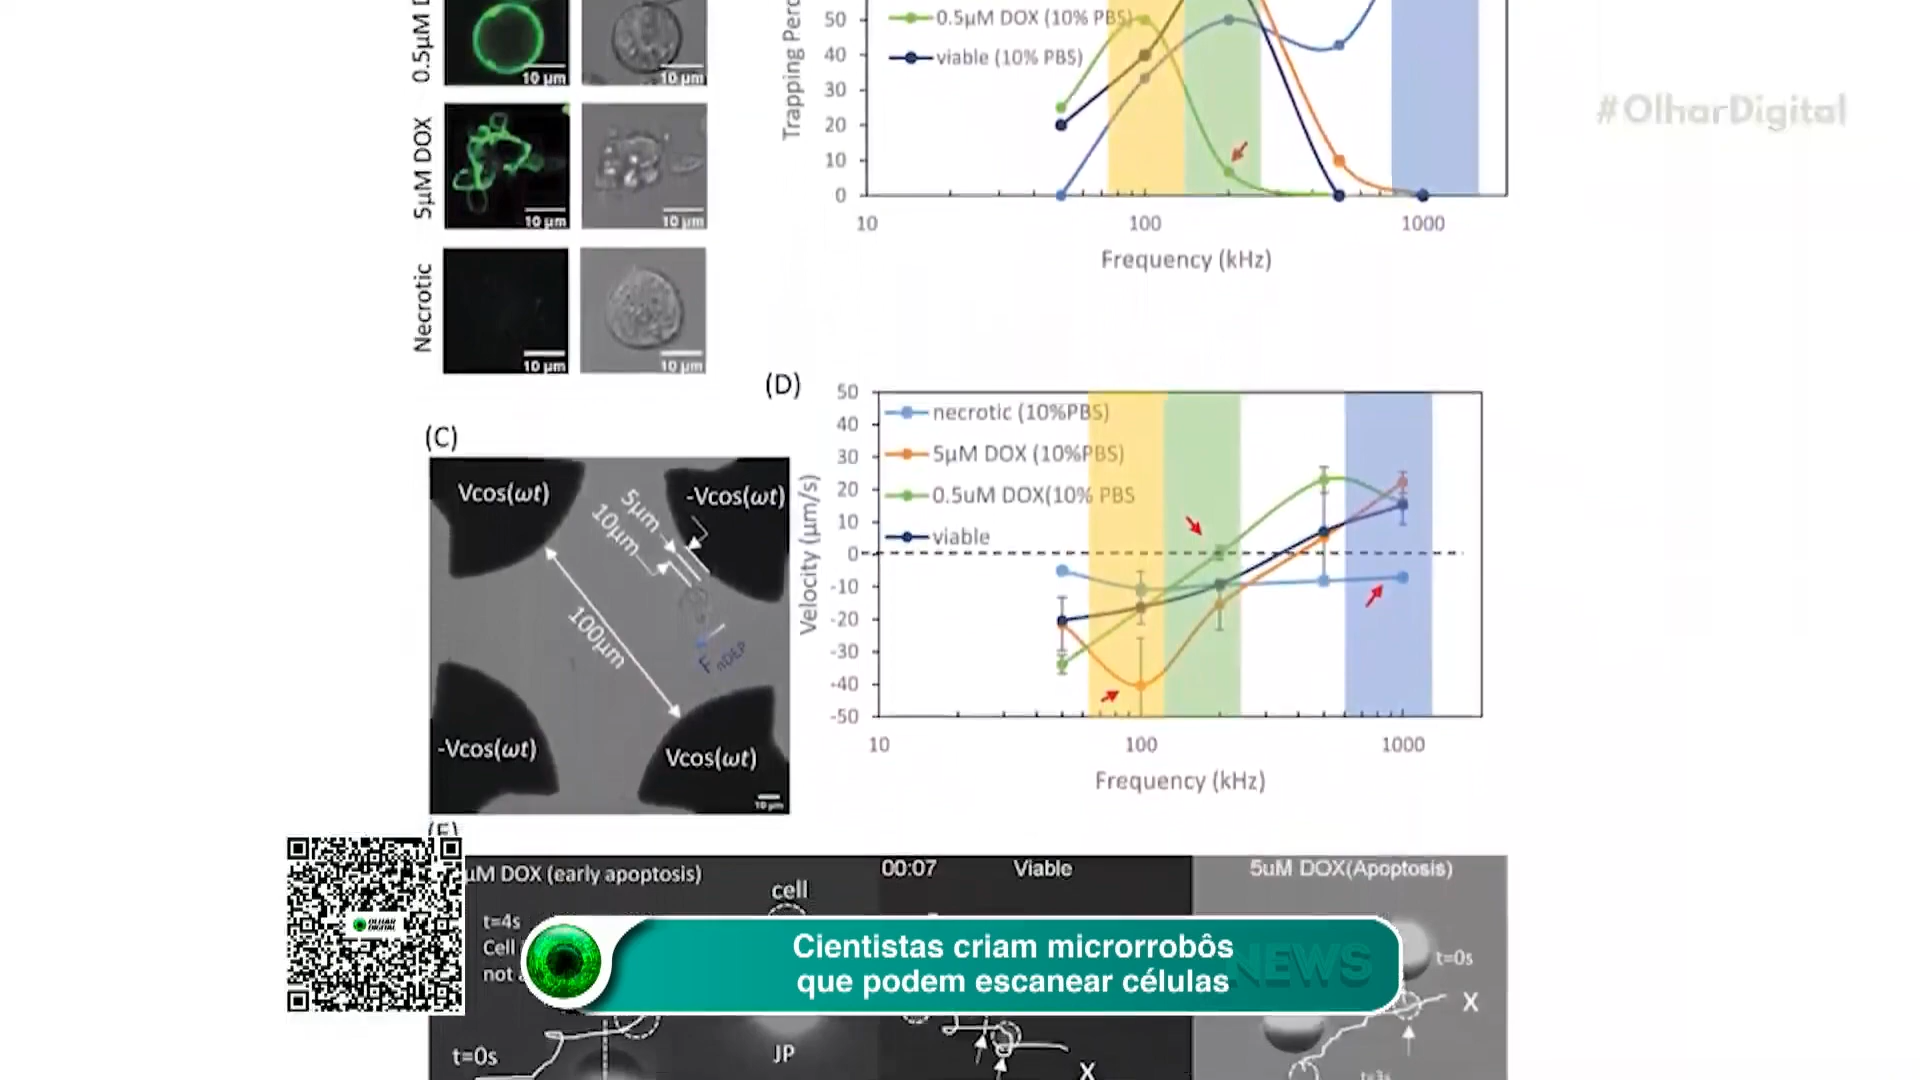 0.5µM D
10 µm
10 µm
5µM DOX
10 µm
10 µm
Necrotic
10 µm
10 µm
Trapping Perc
50
40
30
20
10
0
0.5µM DOX (10% PBS)
viable (10% PBS)
10
100
1000
Frequency (kHz)
#OlharDigital
(C)
Vcos(ωt)
-Vcos(ωt)
5µm
10µm
100µm
F nDEP
-Vcos(ωt)
Vcos(ωt)
10 µm
(D)
Velocity (µm/s)
50
40
30
20
10
0
-10
-20
-30
-40
-50
necrotic (10%PBS)
5µM DOX (10%PBS)
0.5uM DOX(10% PBS
viable
10
100
1000
Frequency (kHz)
(E)
µM DOX (early apoptosis)
cell
t=4s
Cell
not
t=0s
JP
00:07
Viable
X
5uM DOX(Apoptosis)
t=0s
X
t=3s
OLHAR
DIGITAL
Cientistas criam microrrobôs
que podem escanear células
NEWS